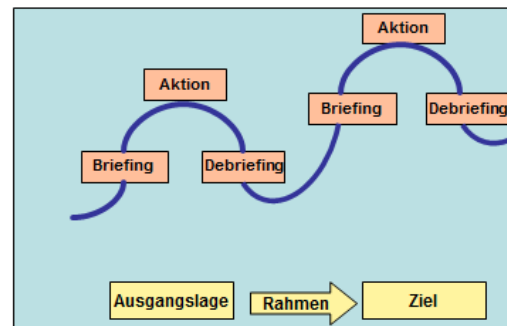 Aktion
Aktion
Briefing
Debriefing
Briefing
Debriefing
Ausgangslage
Rahmen
Ziel